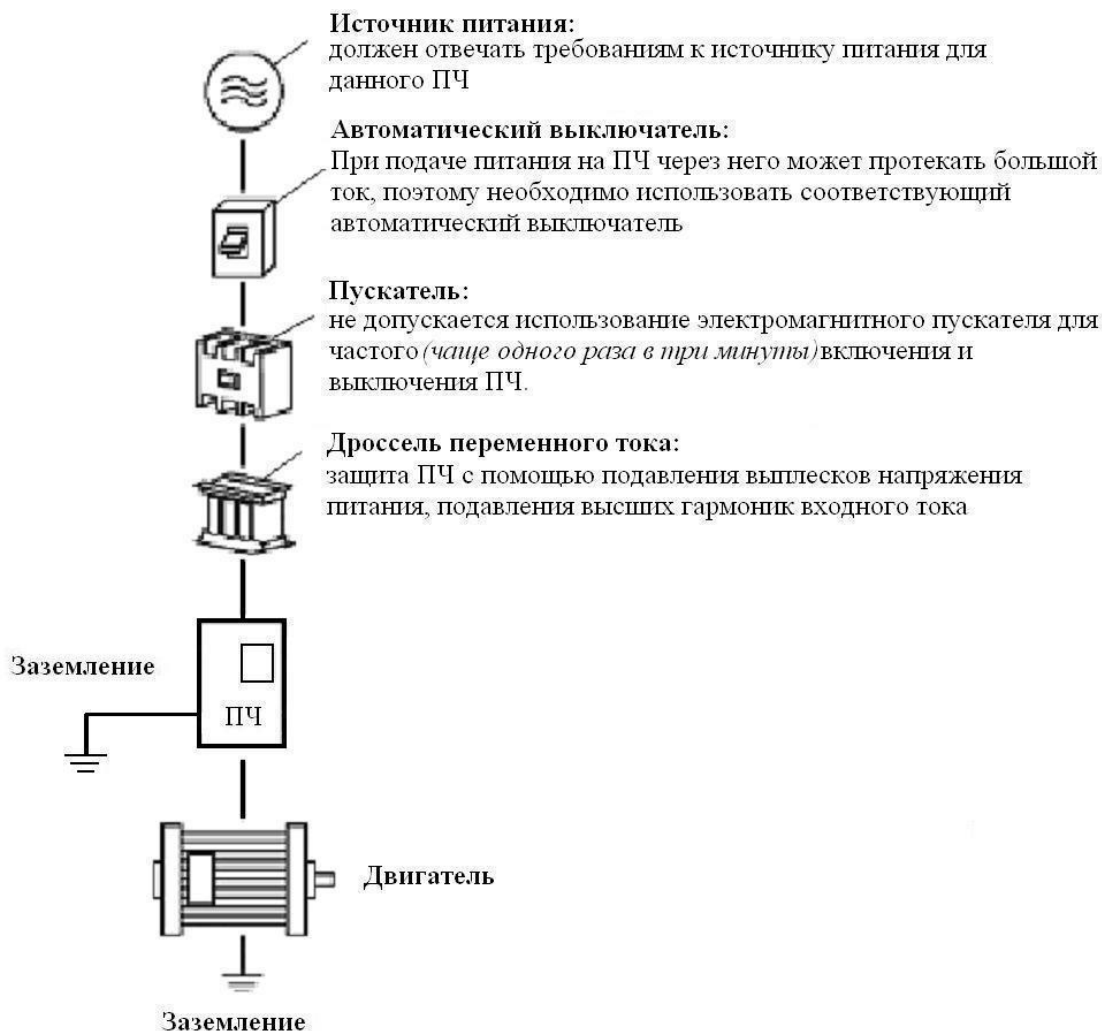 Источник питания:
должен отвечать требованиям к источнику питания для
данного ПЧ
Автоматический выключатель:
При подаче питания на ПЧ через него может протекать большой
ток, поэтому необходимо использовать соответствующий
автоматический выключатель
Пускатель:
не допускается использование электромагнитного пускателя для
частого (чаще одного раза в три минуты) включения и
выключения ПЧ.
Дроссель переменного тока:
защита ПЧ с помощью подавления выплесков напряжения
питания, подавления высших гармоник входного тока
Заземление
ПЧ
Двигатель
Заземление